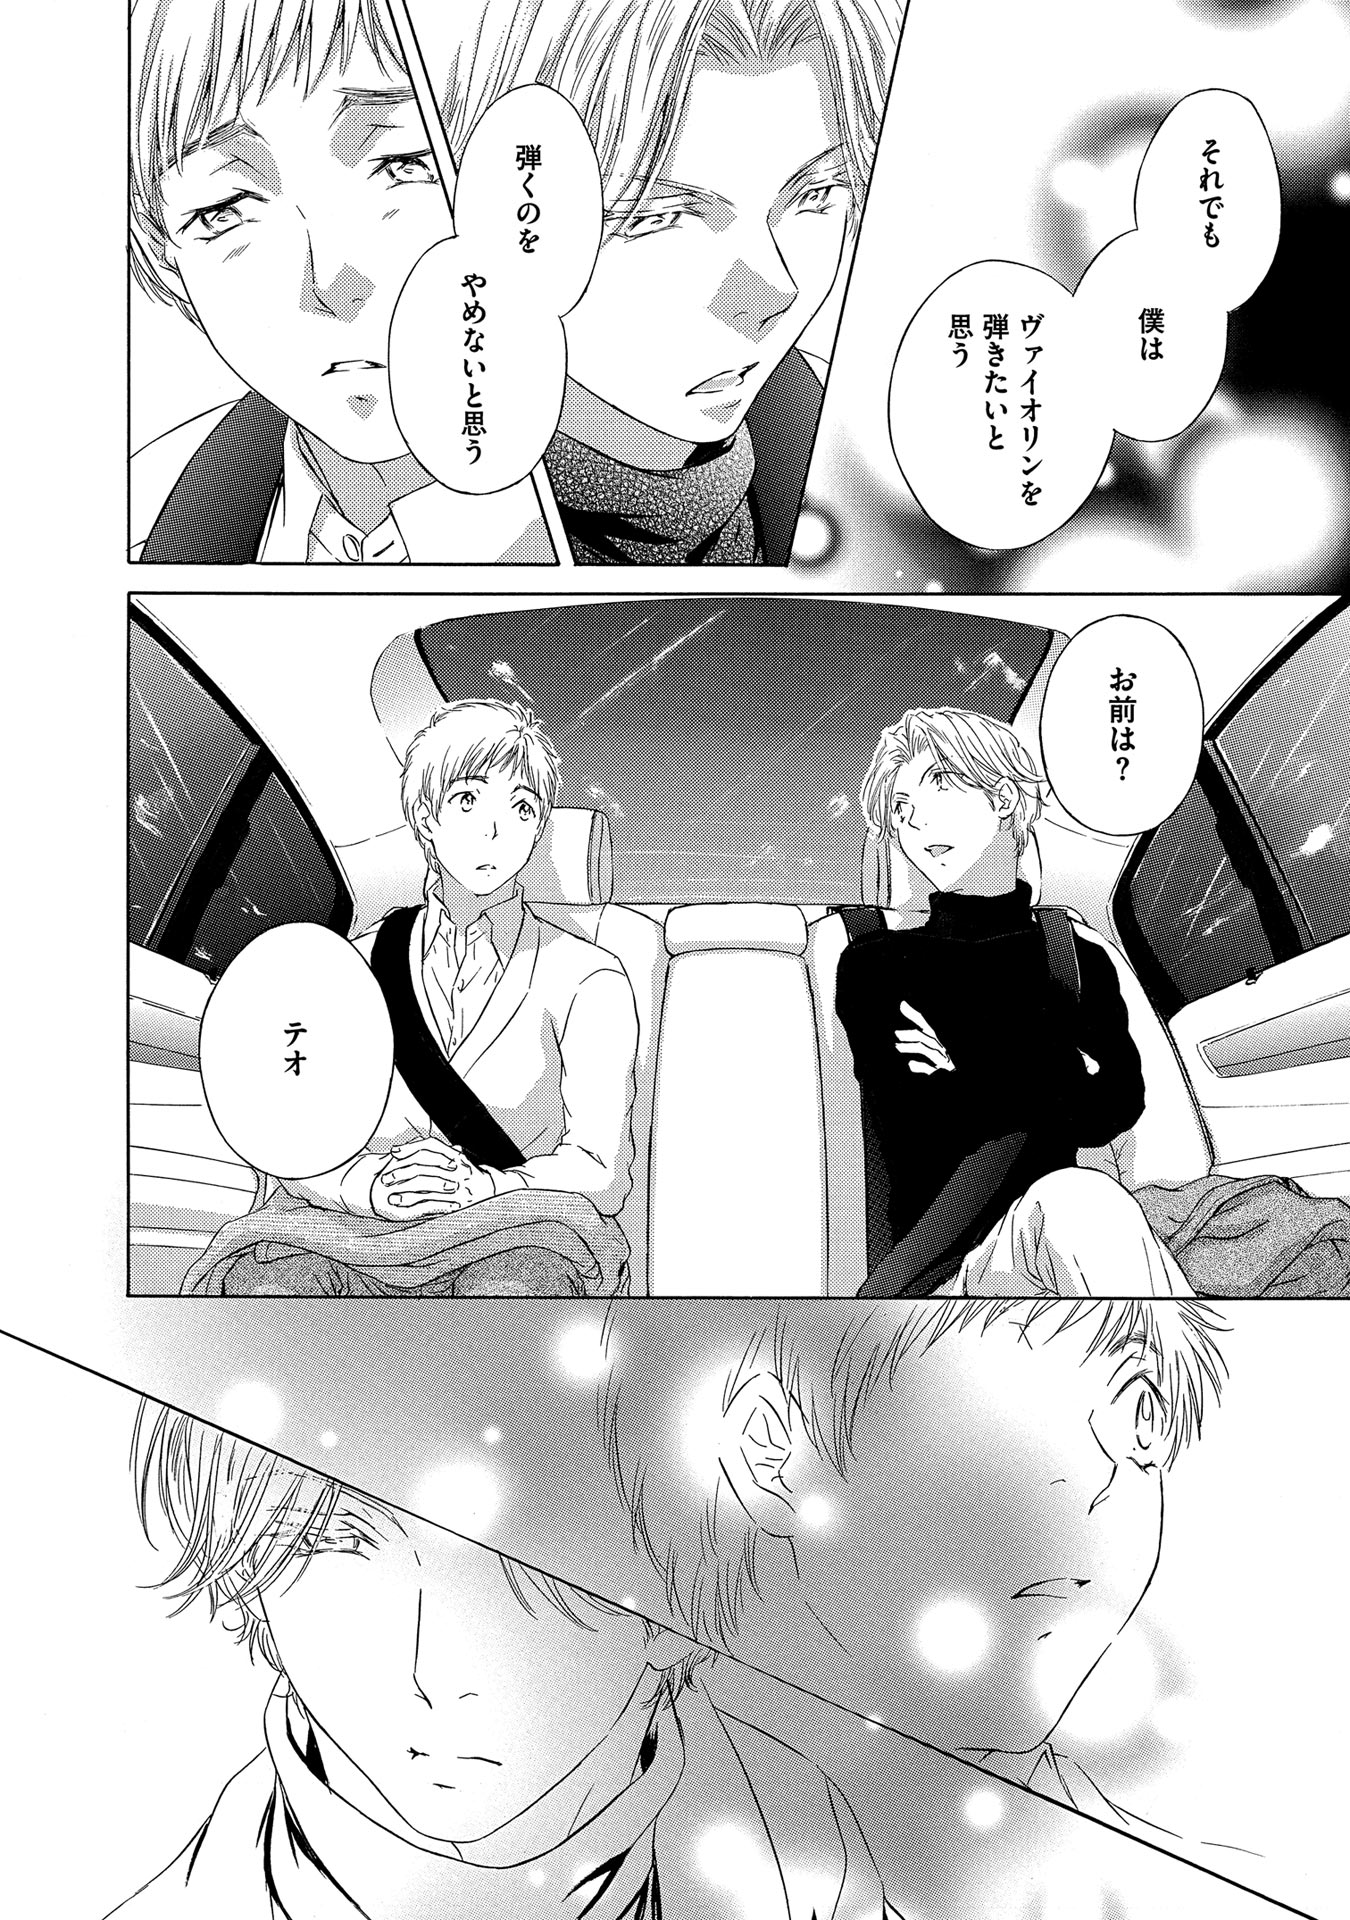 それでも
僕は
ヴァイオリンを
弾きたいと
思う
弾くのを
やめないと思う
お前は？
テオ